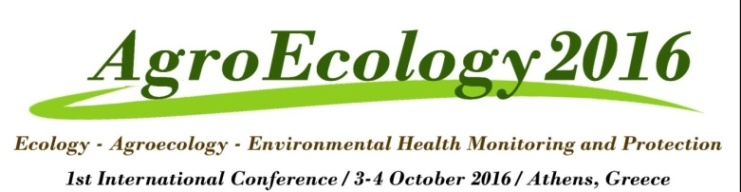 AgroEcology2016
Ecology - Agroecology - Environmental Health Monitoring and Protection
1st International Conference / 3-4 October 2016 / Athens, Greece